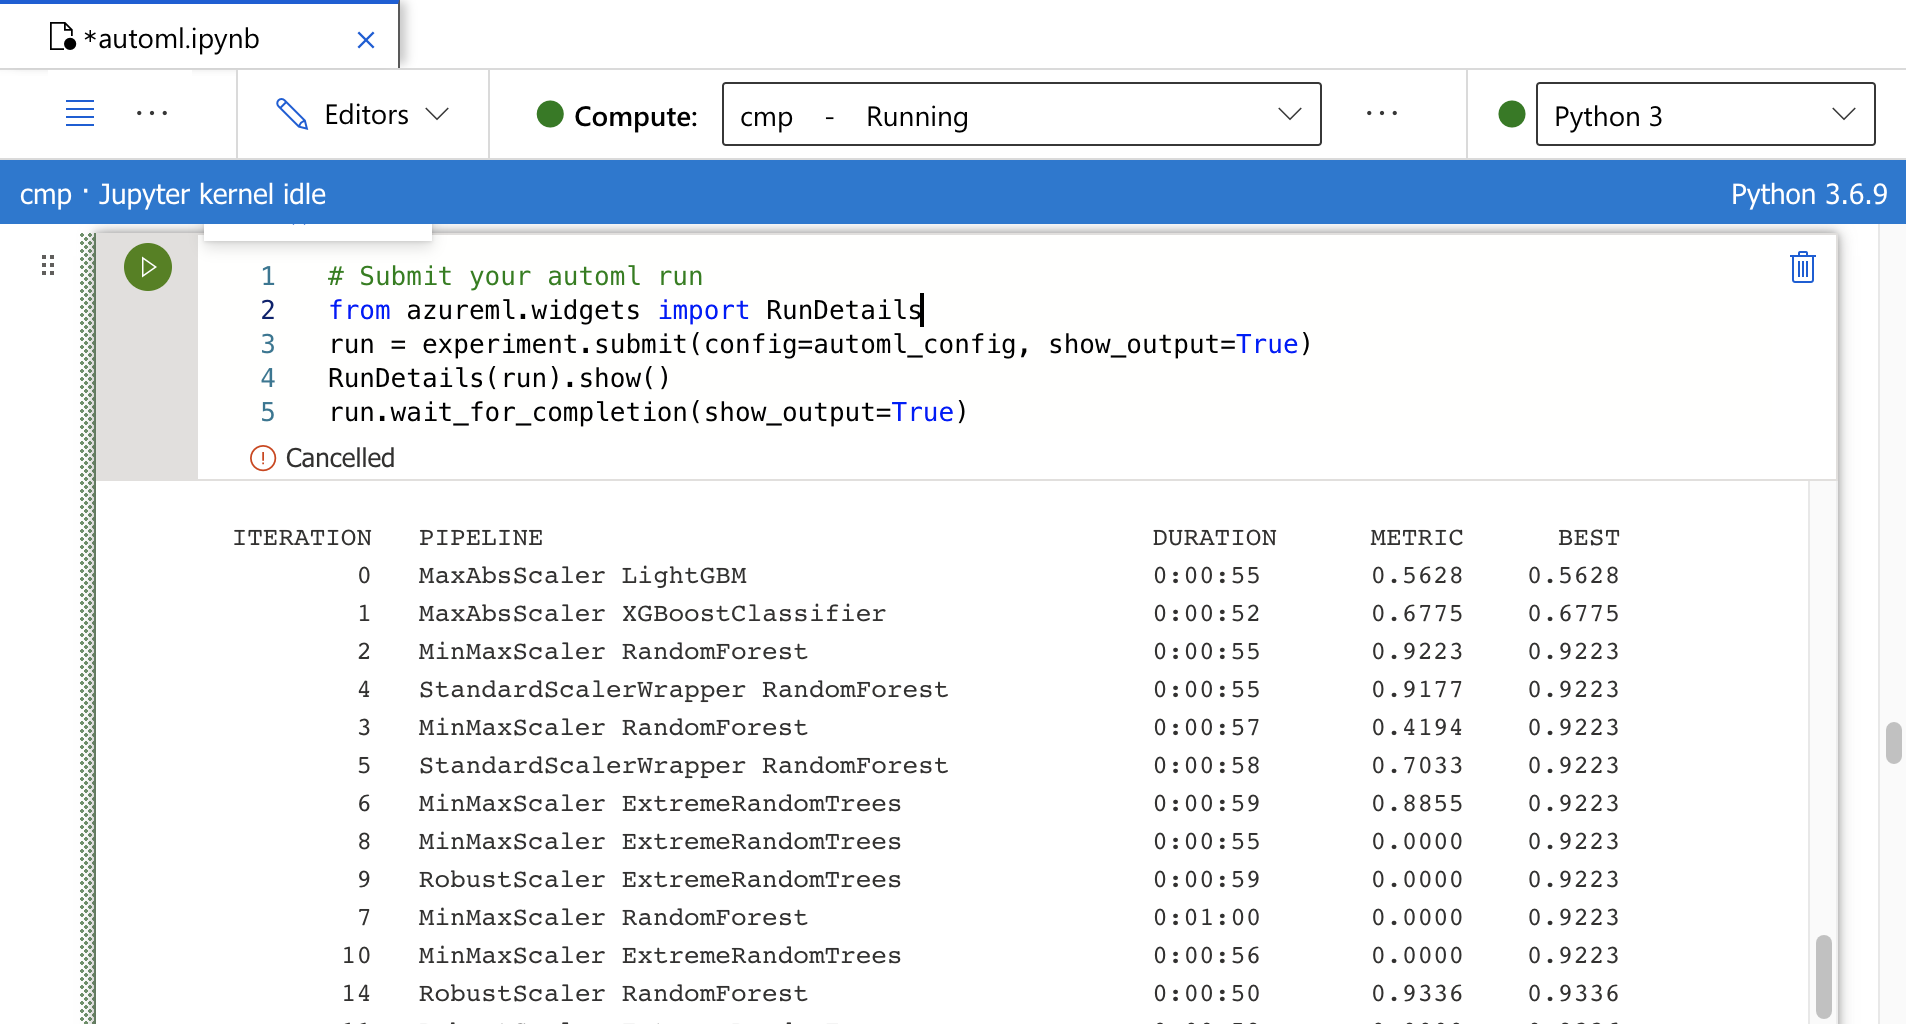 *automl.ipynb
Editors
Compute:
cmp - Running
Python 3
cmp · Jupyter kernel idle
Python 3.6.9
1 # Submit your automl run
2 from azureml.widgets import RunDetails
3 run = experiment.submit(config=automl_config, show_output=True)
4 RunDetails(run).show()
5 run.wait_for_completion(show_output=True)
Cancelled
ITERATION PIPELINE DURATION METRIC BEST
0 MaxAbsScaler LightGBM 0:00:55 0.5628 0.5628
1 MaxAbsScaler XGBoostClassifier 0:00:52 0.6775 0.6775
2 MinMaxScaler RandomForest 0:00:55 0.9223 0.9223
4 StandardScalerWrapper RandomForest 0:00:55 0.9177 0.9223
3 MinMaxScaler RandomForest 0:00:57 0.4194 0.9223
5 StandardScalerWrapper RandomForest 0:00:58 0.7033 0.9223
6 MinMaxScaler ExtremeRandomTrees 0:00:59 0.8855 0.9223
8 MinMaxScaler ExtremeRandomTrees 0:00:55 0.0000 0.9223
9 RobustScaler ExtremeRandomTrees 0:00:59 0.0000 0.9223
7 MinMaxScaler RandomForest 0:01:00 0.0000 0.9223
10 MinMaxScaler ExtremeRandomTrees 0:00:56 0.0000 0.9223
14 RobustScaler RandomForest 0:00:50 0.9336 0.9336